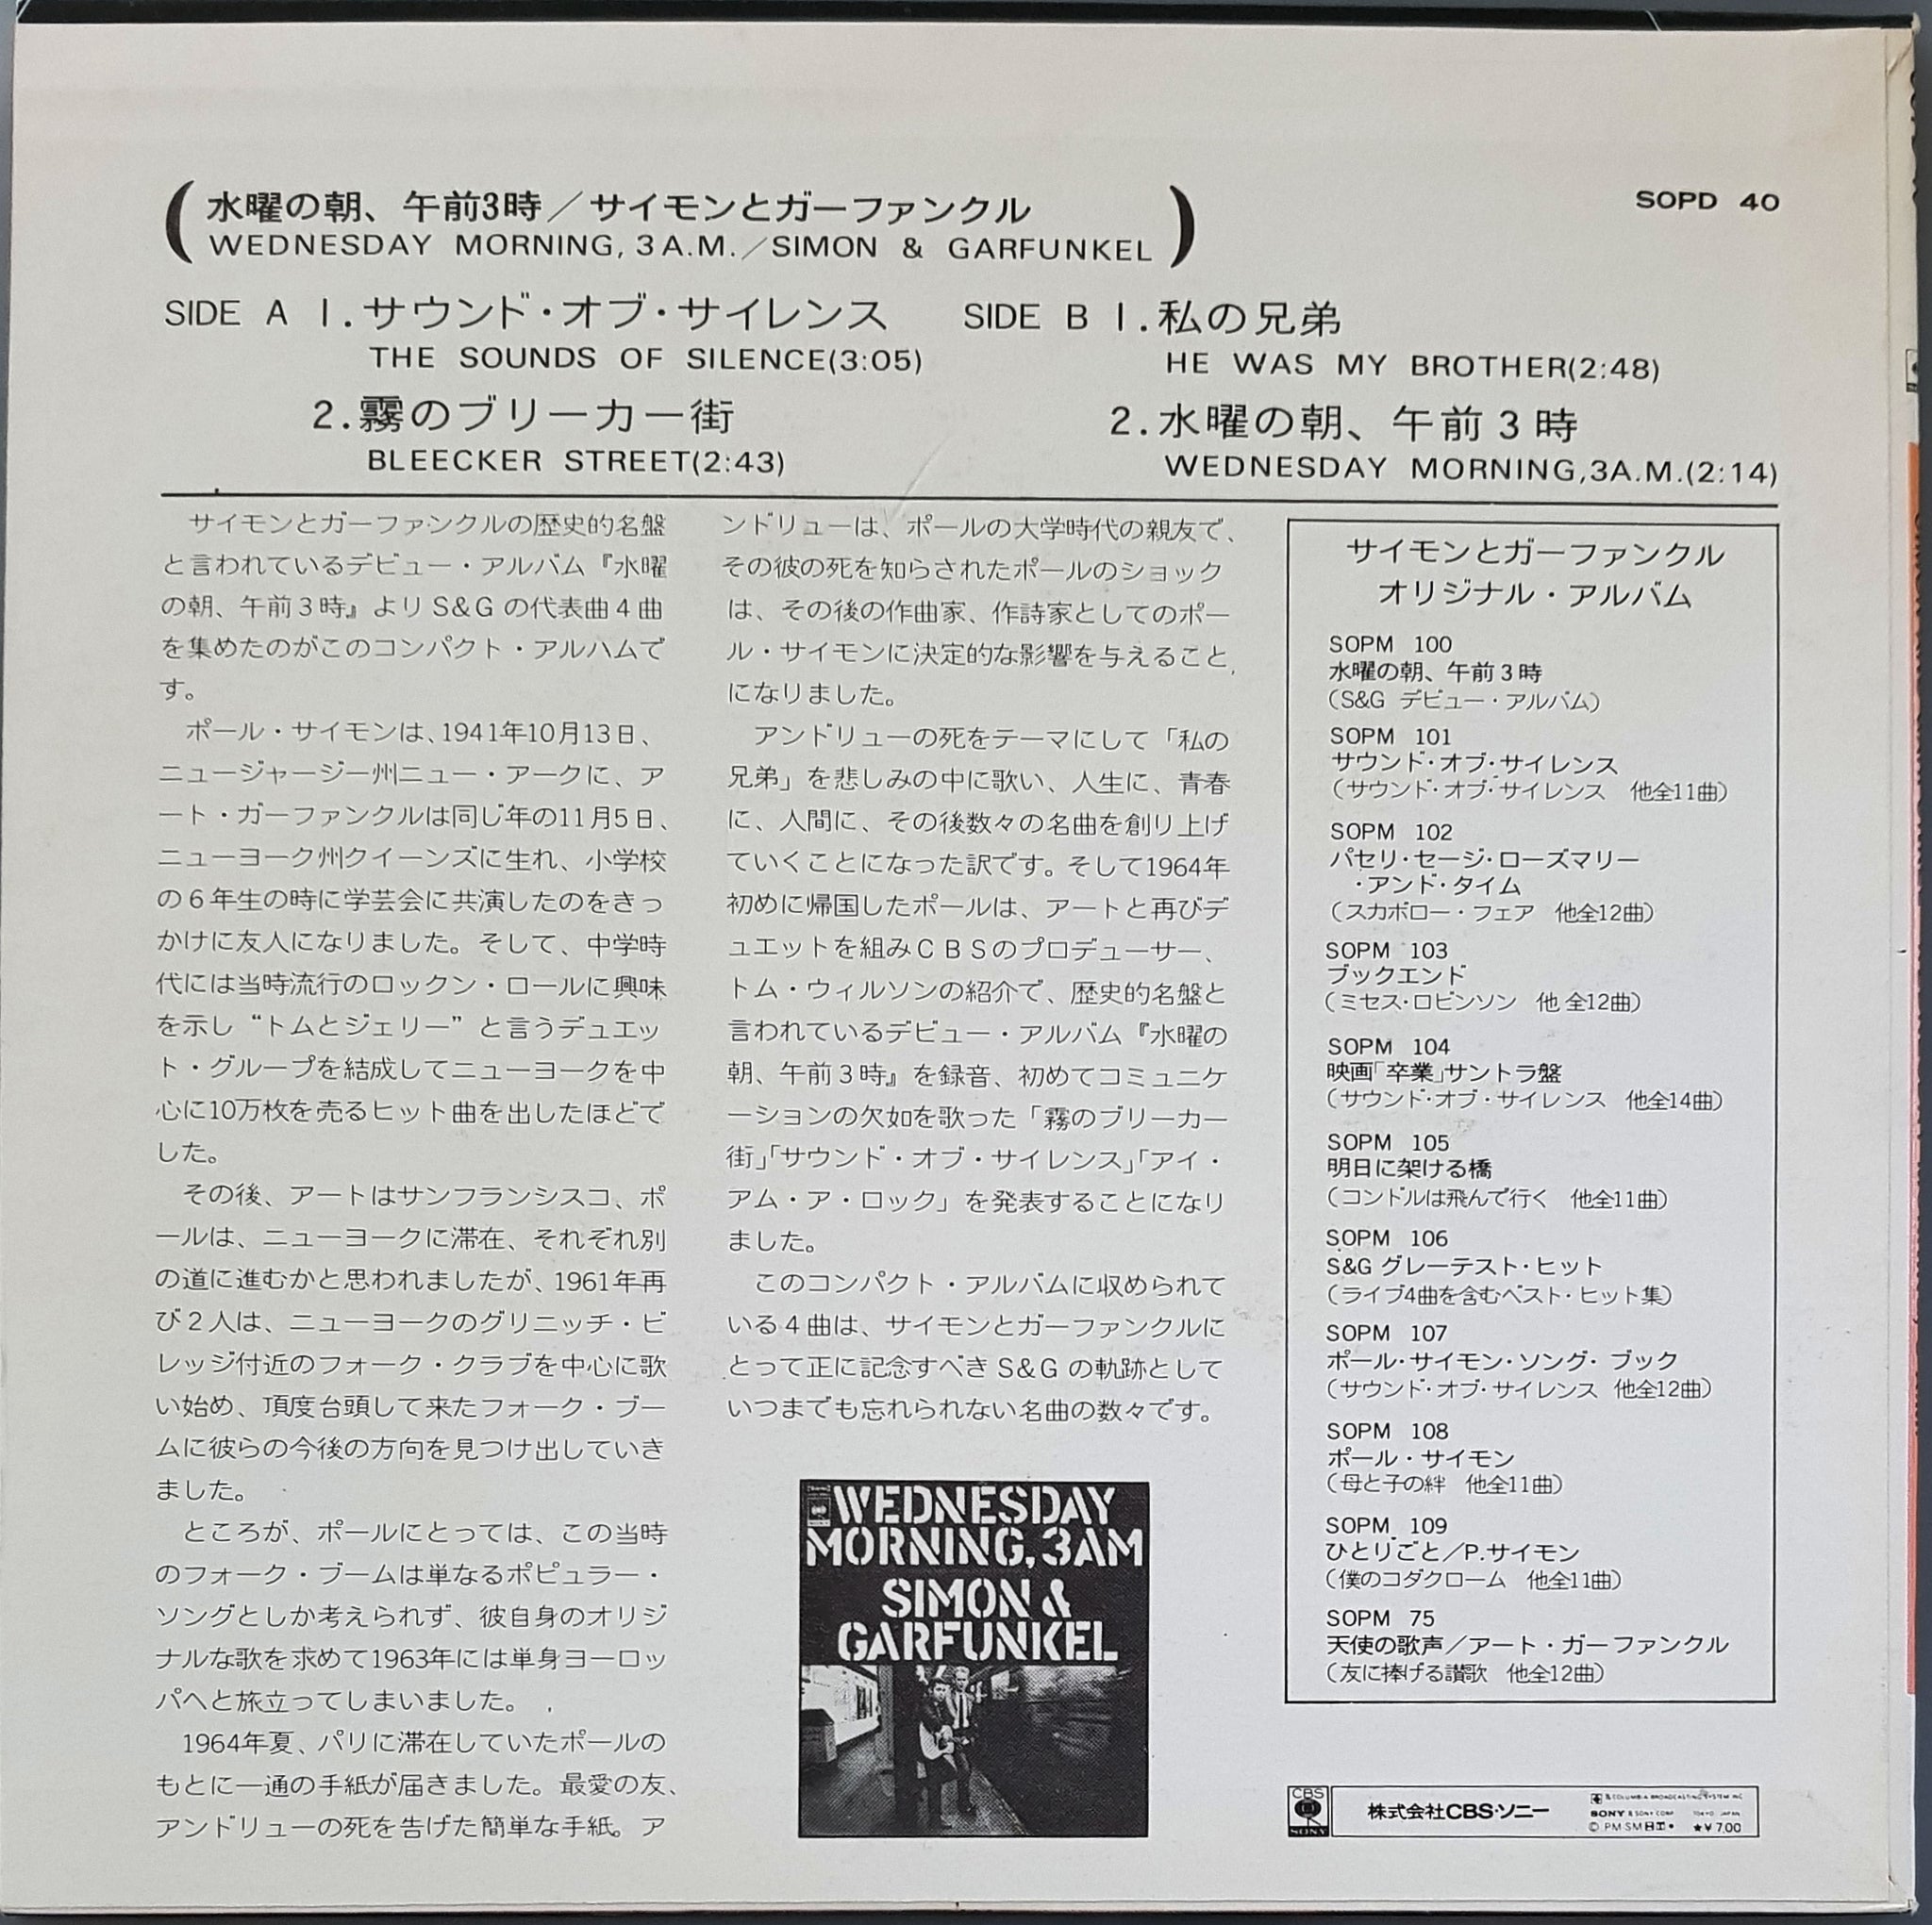 水曜の朝、午前3時／サイモンとガーファンクル
WEDNESDAY MORNING, 3 A.M.／SIMON & GARFUNKEL
SOPD 40
SIDE A 1.サウンド・オブ・サイレンス
THE SOUNDS OF SILENCE(3:05)
2.霧のブリーカー街
BLEECKER STREET(2:43)
SIDE B 1.私の兄弟
HE WAS MY BROTHER(2:48)
2.水曜の朝、午前3時
WEDNESDAY MORNING,3A.M.(2:14)
サイモンとガーファンクルの歴史的名盤
と言われているデビュー・アルバム『水曜
の朝、午前3時』より S&G の代表曲4曲
を集めたのがこのコンパクト・アルハムで
す。
ポール・サイモンは、1941年10月13日、
ニュージャージー州ニュー・アークに、ア
ート・ガーファンクルは同じ年の11月5日、
ニューヨーク州クイーンズに生れ、小学校
の6年生の時に学芸会に共演したのをきっ
かけに友人になりました。そして、中学時
代には当時流行のロックン・ロールに興味
を示し“トムとジェリー”と言うデュエッ
ト・グループを結成してニューヨークを中
心に10万枚を売るヒット曲を出したほどで
した。
その後、アートはサンフランシスコ、ポ
ールは、ニューヨークに滞在、それぞれ別
の道に進むかと思われましたが、1961年再
び2人は、ニューヨークのグリニッチ・ビ
レッジ付近のフォーク・クラブを中心に歌
い始め、頂度台頭して来たフォーク・ブー
ムに彼らの今後の方向を見つけ出していき
ました。
ところが、ポールにとっては、この当時
のフォーク・ブームは単なるポピュラー・
ソングとしか考えられず、彼自身のオリジ
ナルな歌を求めて1963年には単身ヨーロッ
パへと旅立ってしまいました。
1964年夏、パリに滞在していたポールの
もとに一通の手紙が届きました。最愛の友、
アンドリューの死を告げた簡単な手紙。ア
ンドリューは、ポールの大学時代の親友で、
その彼の死を知らされたポールのショック
は、その後の作曲家、作詩家としてのポー
ル・サイモンに決定的な影響を与えること
になりました。
アンドリューの死をテーマにして「私の
兄弟」を悲しみの中に歌い、人生に、青春
に、人間に、その後数々の名曲を創り上げ
ていくことになった訳です。そして1964年
初めに帰国したポールは、アートと再びデ
ュエットを組みＣＢＳのプロデューサー、
トム・ウィルソンの紹介で、歴史的名盤と
言われているデビュー・アルバム『水曜の
朝、午前3時』を録音、初めてコミュニケ
ーションの欠如を歌った「霧のブリーカー
街」「サウンド・オブ・サイレンス」「アイ・
アム・ア・ロック」を発表することになり
ました。
このコンパクト・アルバムに収められて
いる4曲は、サイモンとガーファンクルに
とって正に記念すべき S&G の軌跡として
いつまでも忘れられない名曲の数々です。
WEDNESDAY
MORNING, 3AM
SIMON &
GARFUNKEL
サイモンとガーファンクル
オリジナル・アルバム
SOPM 100
水曜の朝、午前3時
(S&G デビュー・アルバム)
SOPM 101
サウンド・オブ・サイレンス
(サウンド・オブ・サイレンス 他全11曲)
SOPM 102
パセリ・セージ・ローズマリー
・アンド・タイム
(スカボロー・フェア 他全12曲)
SOPM 103
ブックエンド
(ミセス・ロビンソン 他 全12曲)
SOPM 104
映画「卒業」サントラ盤
(サウンド・オブ・サイレンス 他全14曲)
SOPM 105
明日に架ける橋
(コンドルは飛んで行く 他全11曲)
SOPM 106
S&G グレーテスト・ヒット
(ライブ4曲を含むベスト・ヒット集)
SOPM 107
ポール・サイモン・ソング・ブック
(サウンド・オブ・サイレンス 他全12曲)
SOPM 108
ポール・サイモン
(母と子の絆 他全11曲)
SOPM 109
ひとりごと／P.サイモン
(僕のコダクローム 他全11曲)
SOPM 75
天使の歌声／アート・ガーファンクル
(友に捧げる讃歌 他全12曲)
CBS
SONY
株式会社CBS・ソニー
COLUMBIA BROADCASTING SYSTEM INC
SONY & SONY CORP. TOKYO JAPAN
★¥700